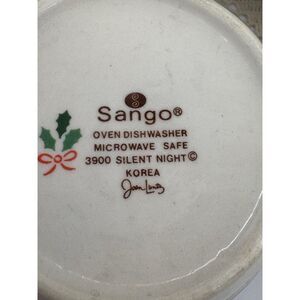 Sango®
OVEN DISHWASHER
MICROWAVE SAFE
3900 SILENT NIGHT©
KOREA